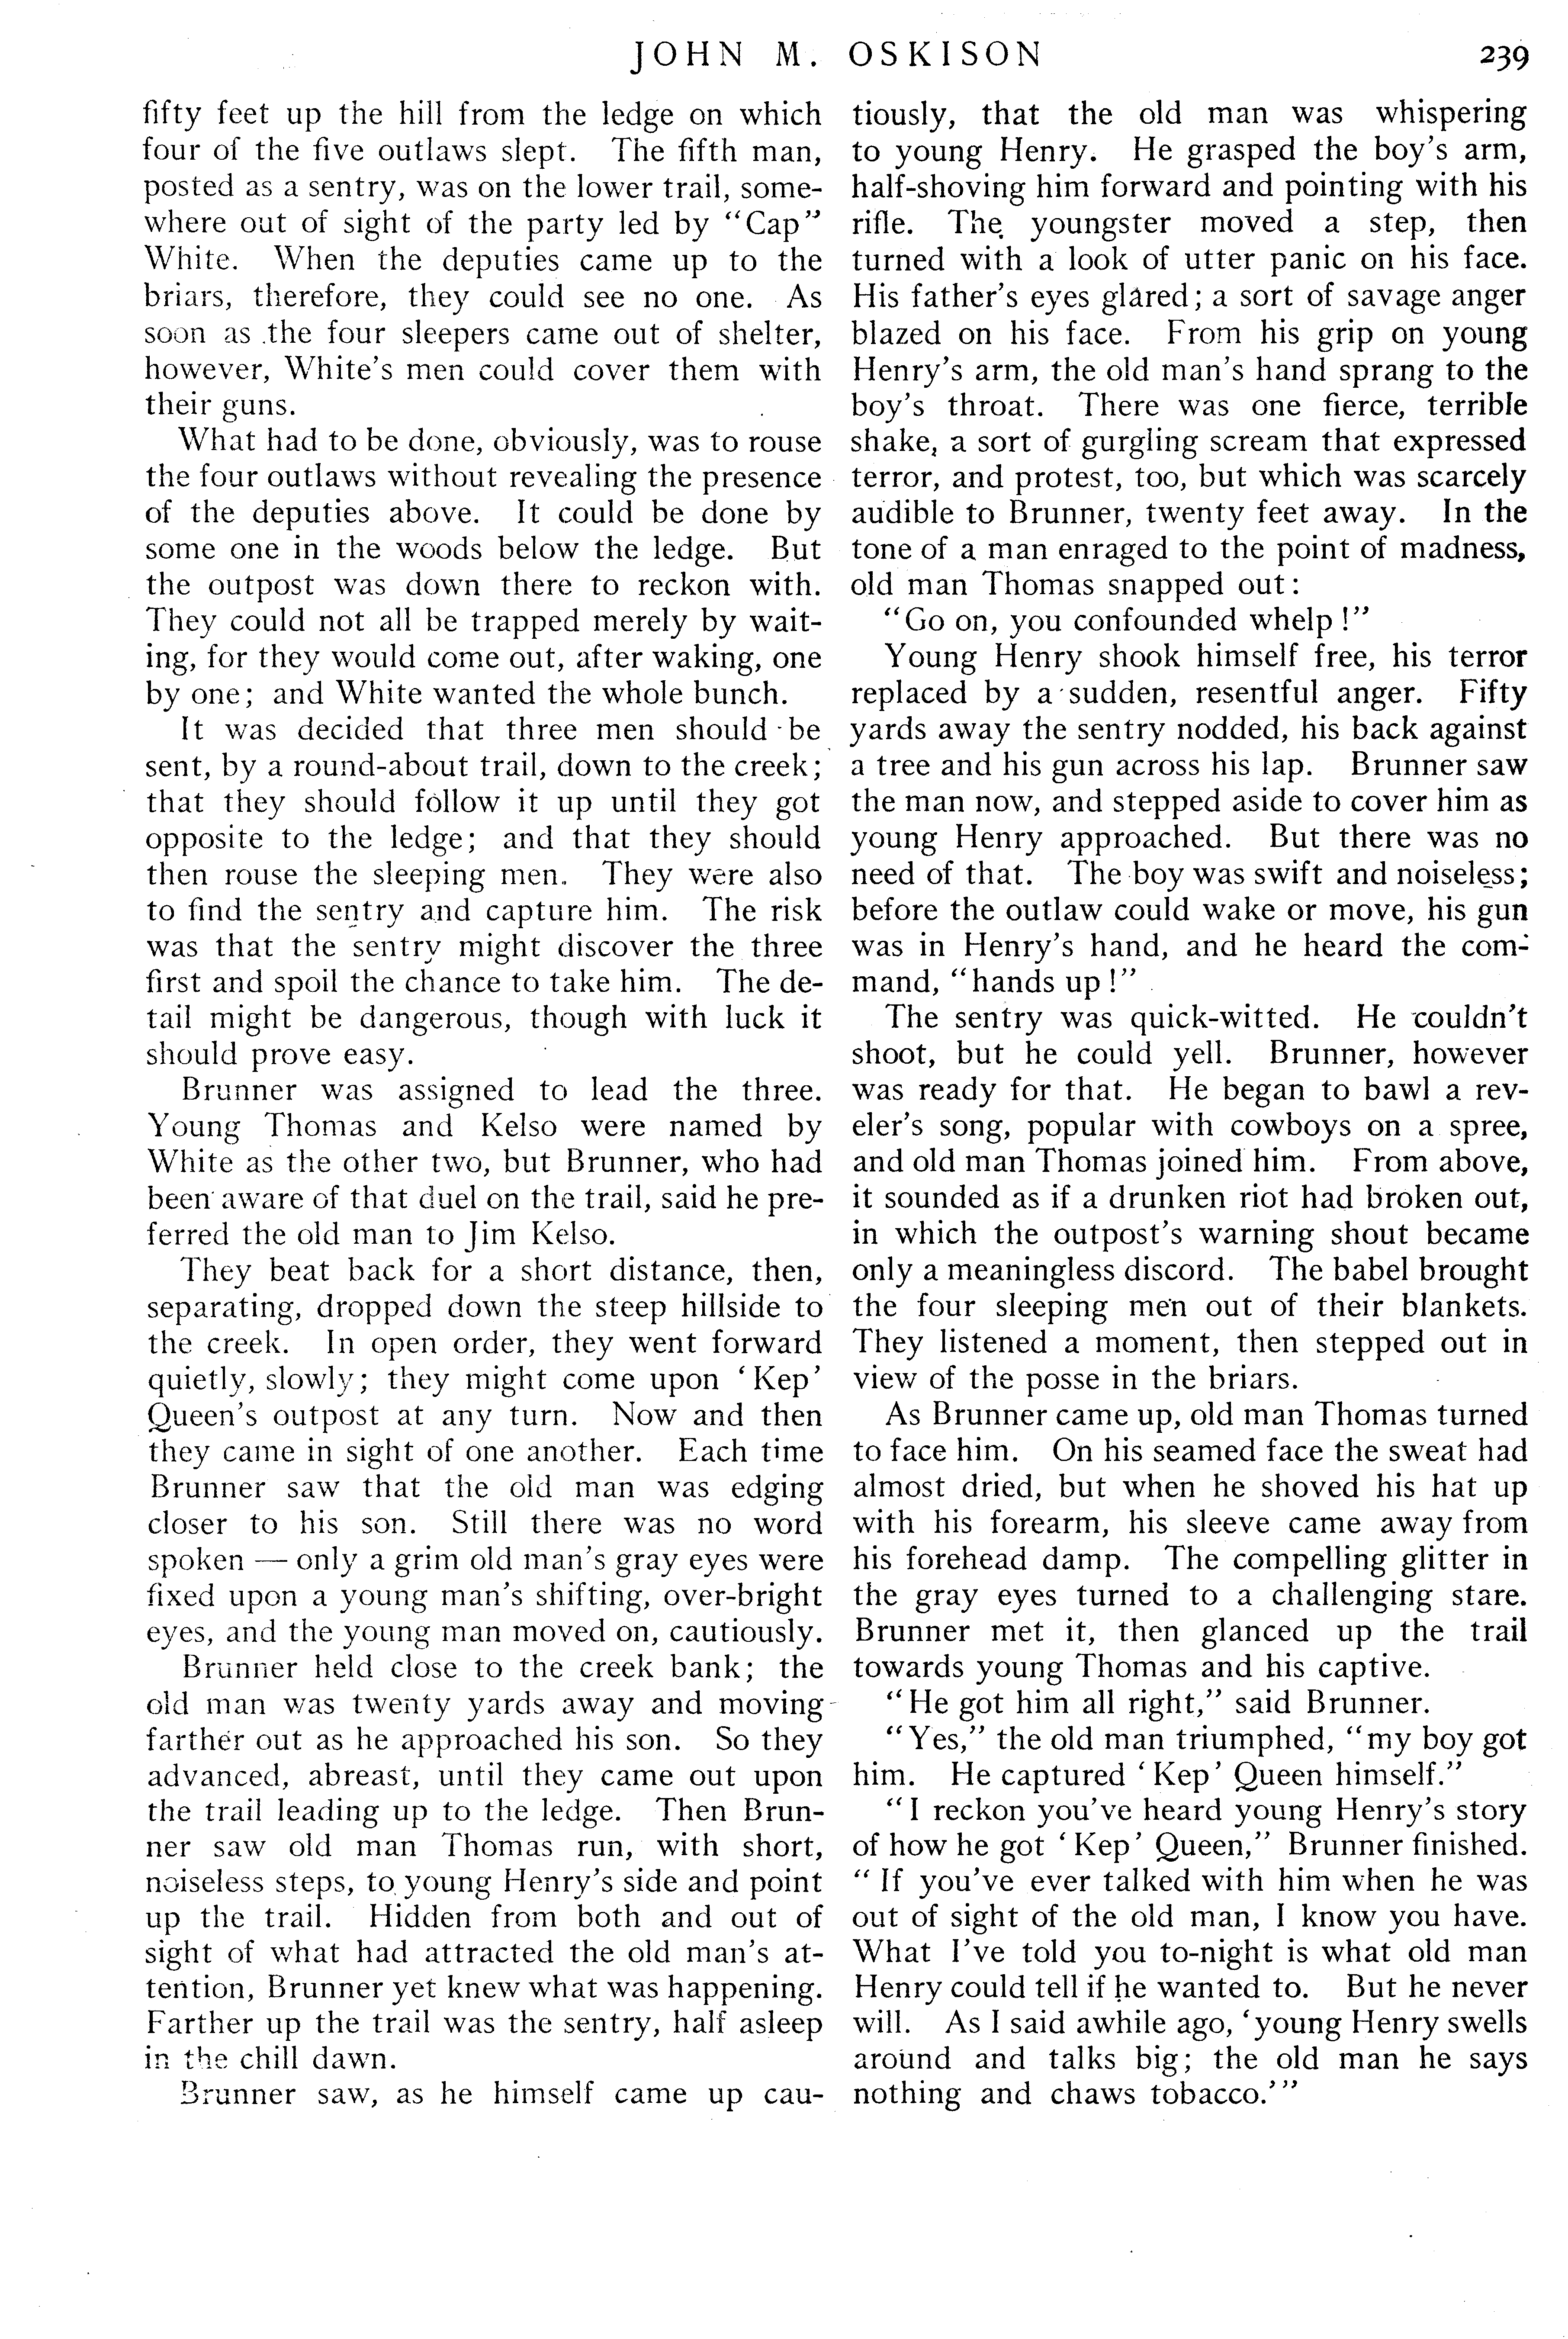 JOHN M. OSKISON
239
fifty feet up the hill from the ledge on which
four of the five outlaws slept. The fifth man,
posted as a sentry, was on the lower trail, some-
where out of sight of the party led by "Cap"
White. When the deputies came up to the
briars, therefore, they could see no one. As
soon as the four sleepers came out of shelter,
however, White's men could cover them with
their guns.
What had to be done, obviously, was to rouse
the four outlaws without revealing the presence
of the deputies above. It could be done by
some one in the woods below the ledge. But
the outpost was down there to reckon with.
They could not all be trapped merely by wait-
ing, for they would come out, after waking, one
by one; and White wanted the whole bunch.
It was decided that three men should be
sent, by a round-about trail, down to the creek;
that they should follow it up until they got
opposite to the ledge; and that they should
then rouse the sleeping men. They were also
to find the sentry and capture him. The risk
was that the sentry might discover the three
first and spoil the chance to take him. The de-
tail might be dangerous, though with luck it
should prove easy.
Brunner was assigned to lead the three.
Young Thomas and Kelso were named by
White as the other two, but Brunner, who had
been aware of that duel on the trail, said he pre-
ferred the old man to Jim Kelso.
They beat back for a short distance, then,
separating, dropped down the steep hillside to
the creek. In open order, they went forward
quietly, slowly; they might come upon 'Kep'
Queen's outpost at any turn. Now and then
they came in sight of one another. Each time
Brunner saw that the old man was edging
closer to his son. Still there was no word
spoken — only a grim old man's gray eyes were
fixed upon a young man's shifting, over-bright
eyes, and the young man moved on, cautiously.
Brunner held close to the creek bank; the
old man was twenty yards away and moving
farther out as he approached his son. So they
advanced, abreast, until they came out upon
the trail leading up to the ledge. Then Brun-
ner saw old man Thomas run, with short,
noiseless steps, to young Henry's side and point
up the trail. Hidden from both and out of
sight of what had attracted the old man's at-
tention, Brunner yet knew what was happening.
Farther up the trail was the sentry, half asleep
in the chill dawn.
Brunner saw, as he himself came up cau-
tiously, that the old man was whispering
to young Henry. He grasped the boy's arm,
half-shoving him forward and pointing with his
rifle. The youngster moved a step, then
turned with a look of utter panic on his face.
His father's eyes glared; a sort of savage anger
blazed on his face. From his grip on young
Henry's arm, the old man's hand sprang to the
boy's throat. There was one fierce, terrible
shake, a sort of gurgling scream that expressed
terror, and protest, too, but which was scarcely
audible to Brunner, twenty feet away. In the
tone of a man enraged to the point of madness,
old man Thomas snapped out:
"Go on, you confounded whelp!"
Young Henry shook himself free, his terror
replaced by a sudden, resentful anger. Fifty
yards away the sentry nodded, his back against
a tree and his gun across his lap. Brunner saw
the man now, and stepped aside to cover him as
young Henry approached. But there was no
need of that. The boy was swift and noiseless;
before the outlaw could wake or move, his gun
was in Henry's hand, and he heard the com-
mand, "hands up!"
The sentry was quick-witted. He couldn't
shoot, but he could yell. Brunner, however
was ready for that. He began to bawl a rev-
eler's song, popular with cowboys on a spree,
and old man Thomas joined him. From above,
it sounded as if a drunken riot had broken out,
in which the outpost's warning shout became
only a meaningless discord. The babel brought
the four sleeping men out of their blankets.
They listened a moment, then stepped out in
view of the posse in the briars.
As Brunner came up, old man Thomas turned
to face him. On his seamed face the sweat had
almost dried, but when he shoved his hat up
with his forearm, his sleeve came away from
his forehead damp. The compelling glitter in
the gray eyes turned to a challenging stare.
Brunner met it, then glanced up the trail
towards young Thomas and his captive.
"He got him all right," said Brunner.
"Yes," the old man triumphed, "my boy got
him. He captured 'Kep' Queen himself."
"I reckon you've heard young Henry's story
of how he got 'Kep' Queen," Brunner finished.
"If you've ever talked with him when he was
out of sight of the old man, I know you have.
What I've told you to-night is what old man
Henry could tell if he wanted to. But he never
will. As I said awhile ago, 'young Henry swells
around and talks big; the old man he says
nothing and chaws tobacco.'"